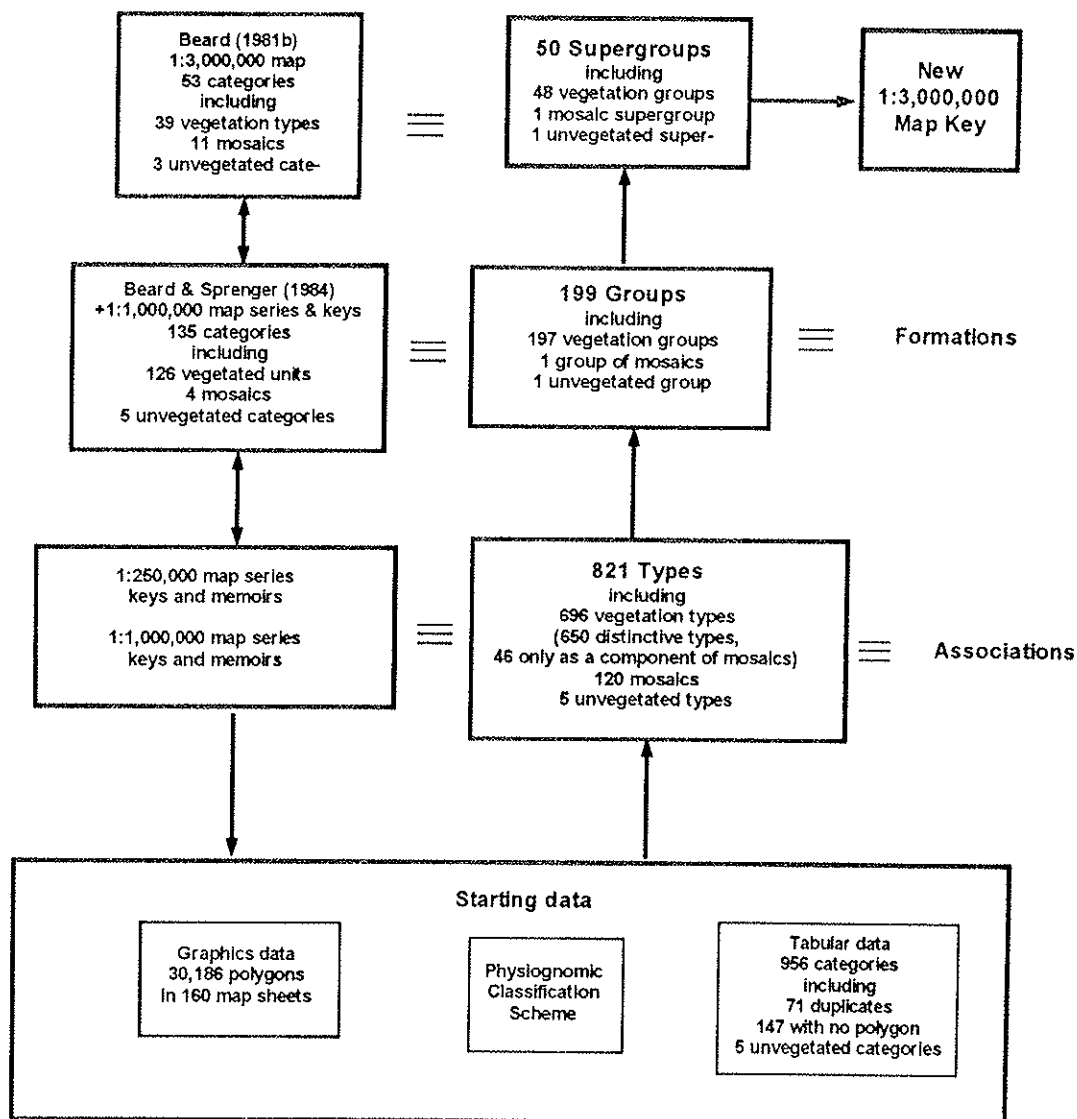 Beard (1981b)
1:3,000,000 map
53 categories
including
39 vegetation types
11 mosaics
3 unvegetated cate-
50 Supergroups
including
48 vegetation groups
1 mosaic supergroup
1 unvegetated super-
New
1:3,000,000
Map Key
Beard & Sprenger (1984)
+1:1,000,000 map series & keys
135 categories
including
126 vegetated units
4 mosaics
5 unvegetated categories
199 Groups
including
197 vegetation groups
1 group of mosaics
1 unvegetated group
Formations
1:250,000 map series
keys and memoirs
1:1,000,000 map series
keys and memoirs
821 Types
including
696 vegetation types
(650 distinctive types,
46 only as a component of mosaics)
120 mosaics
5 unvegetated types
Associations
Starting data
Graphics data
30,186 polygons
in 160 map sheets
Physiognomic
Classification
Scheme
Tabular data
956 categories
including
71 duplicates
147 with no polygon
5 unvegetated categories